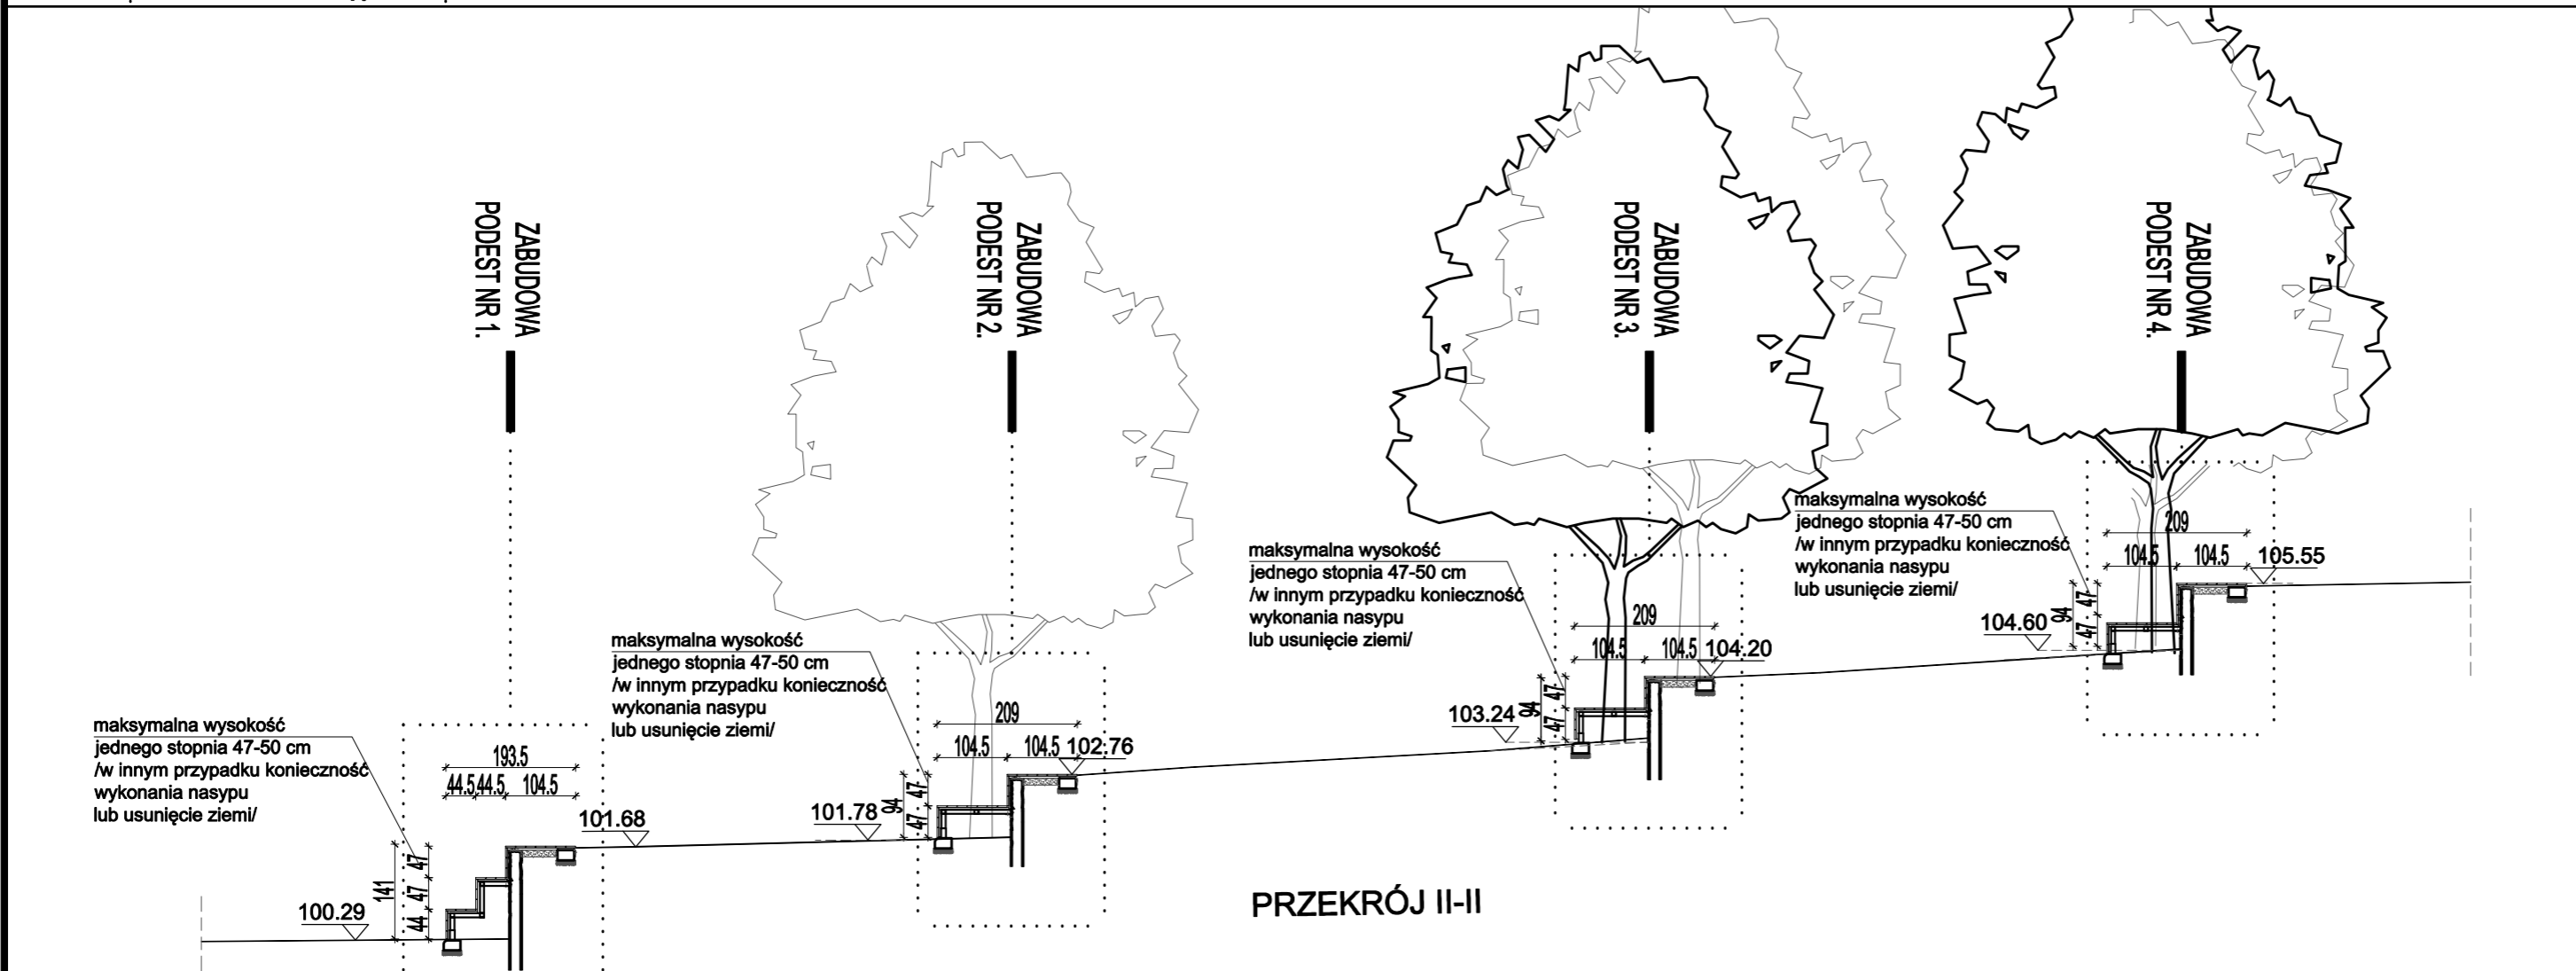 ZABUDOWA
PODEST NR 1.
ZABUDOWA
PODEST NR 2.
ZABUDOWA
PODEST NR 3.
ZABUDOWA
PODEST NR 4.
maksymalna wysokość
jednego stopnia 47-50 cm
/w innym przypadku konieczność
wykonania nasypu
lub usunięcie ziemi/
193.5
44.5 44.5 104.5
141
47
47
44
100.29
101.68
maksymalna wysokość
jednego stopnia 47-50 cm
/w innym przypadku konieczność
wykonania nasypu
lub usunięcie ziemi/
209
104.5 104.5
102.76
94
47
47
101.78
maksymalna wysokość
jednego stopnia 47-50 cm
/w innym przypadku konieczność
wykonania nasypu
lub usunięcie ziemi/
209
104.5 104.5
104.20
94
47
47
103.24
maksymalna wysokość
jednego stopnia 47-50 cm
/w innym przypadku konieczność
wykonania nasypu
lub usunięcie ziemi/
209
104.5 104.5
105.55
94
47
47
104.60
PRZEKRÓJ II-II